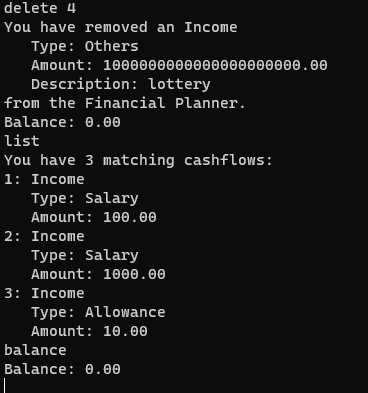 delete 4
You have removed an Income
   Type: Others
   Amount: 1000000000000000000000.00
   Description: lottery
from the Financial Planner.
Balance: 0.00
list
You have 3 matching cashflows:
1: Income
   Type: Salary
   Amount: 100.00
2: Income
   Type: Salary
   Amount: 1000.00
3: Income
   Type: Allowance
   Amount: 10.00
balance
Balance: 0.00